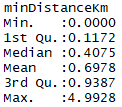 minDistanceKm
Min.   :0.0000
1st Qu.:0.1172
Median :0.4075
Mean   :0.6978
3rd Qu.:0.9387
Max.   :4.9928